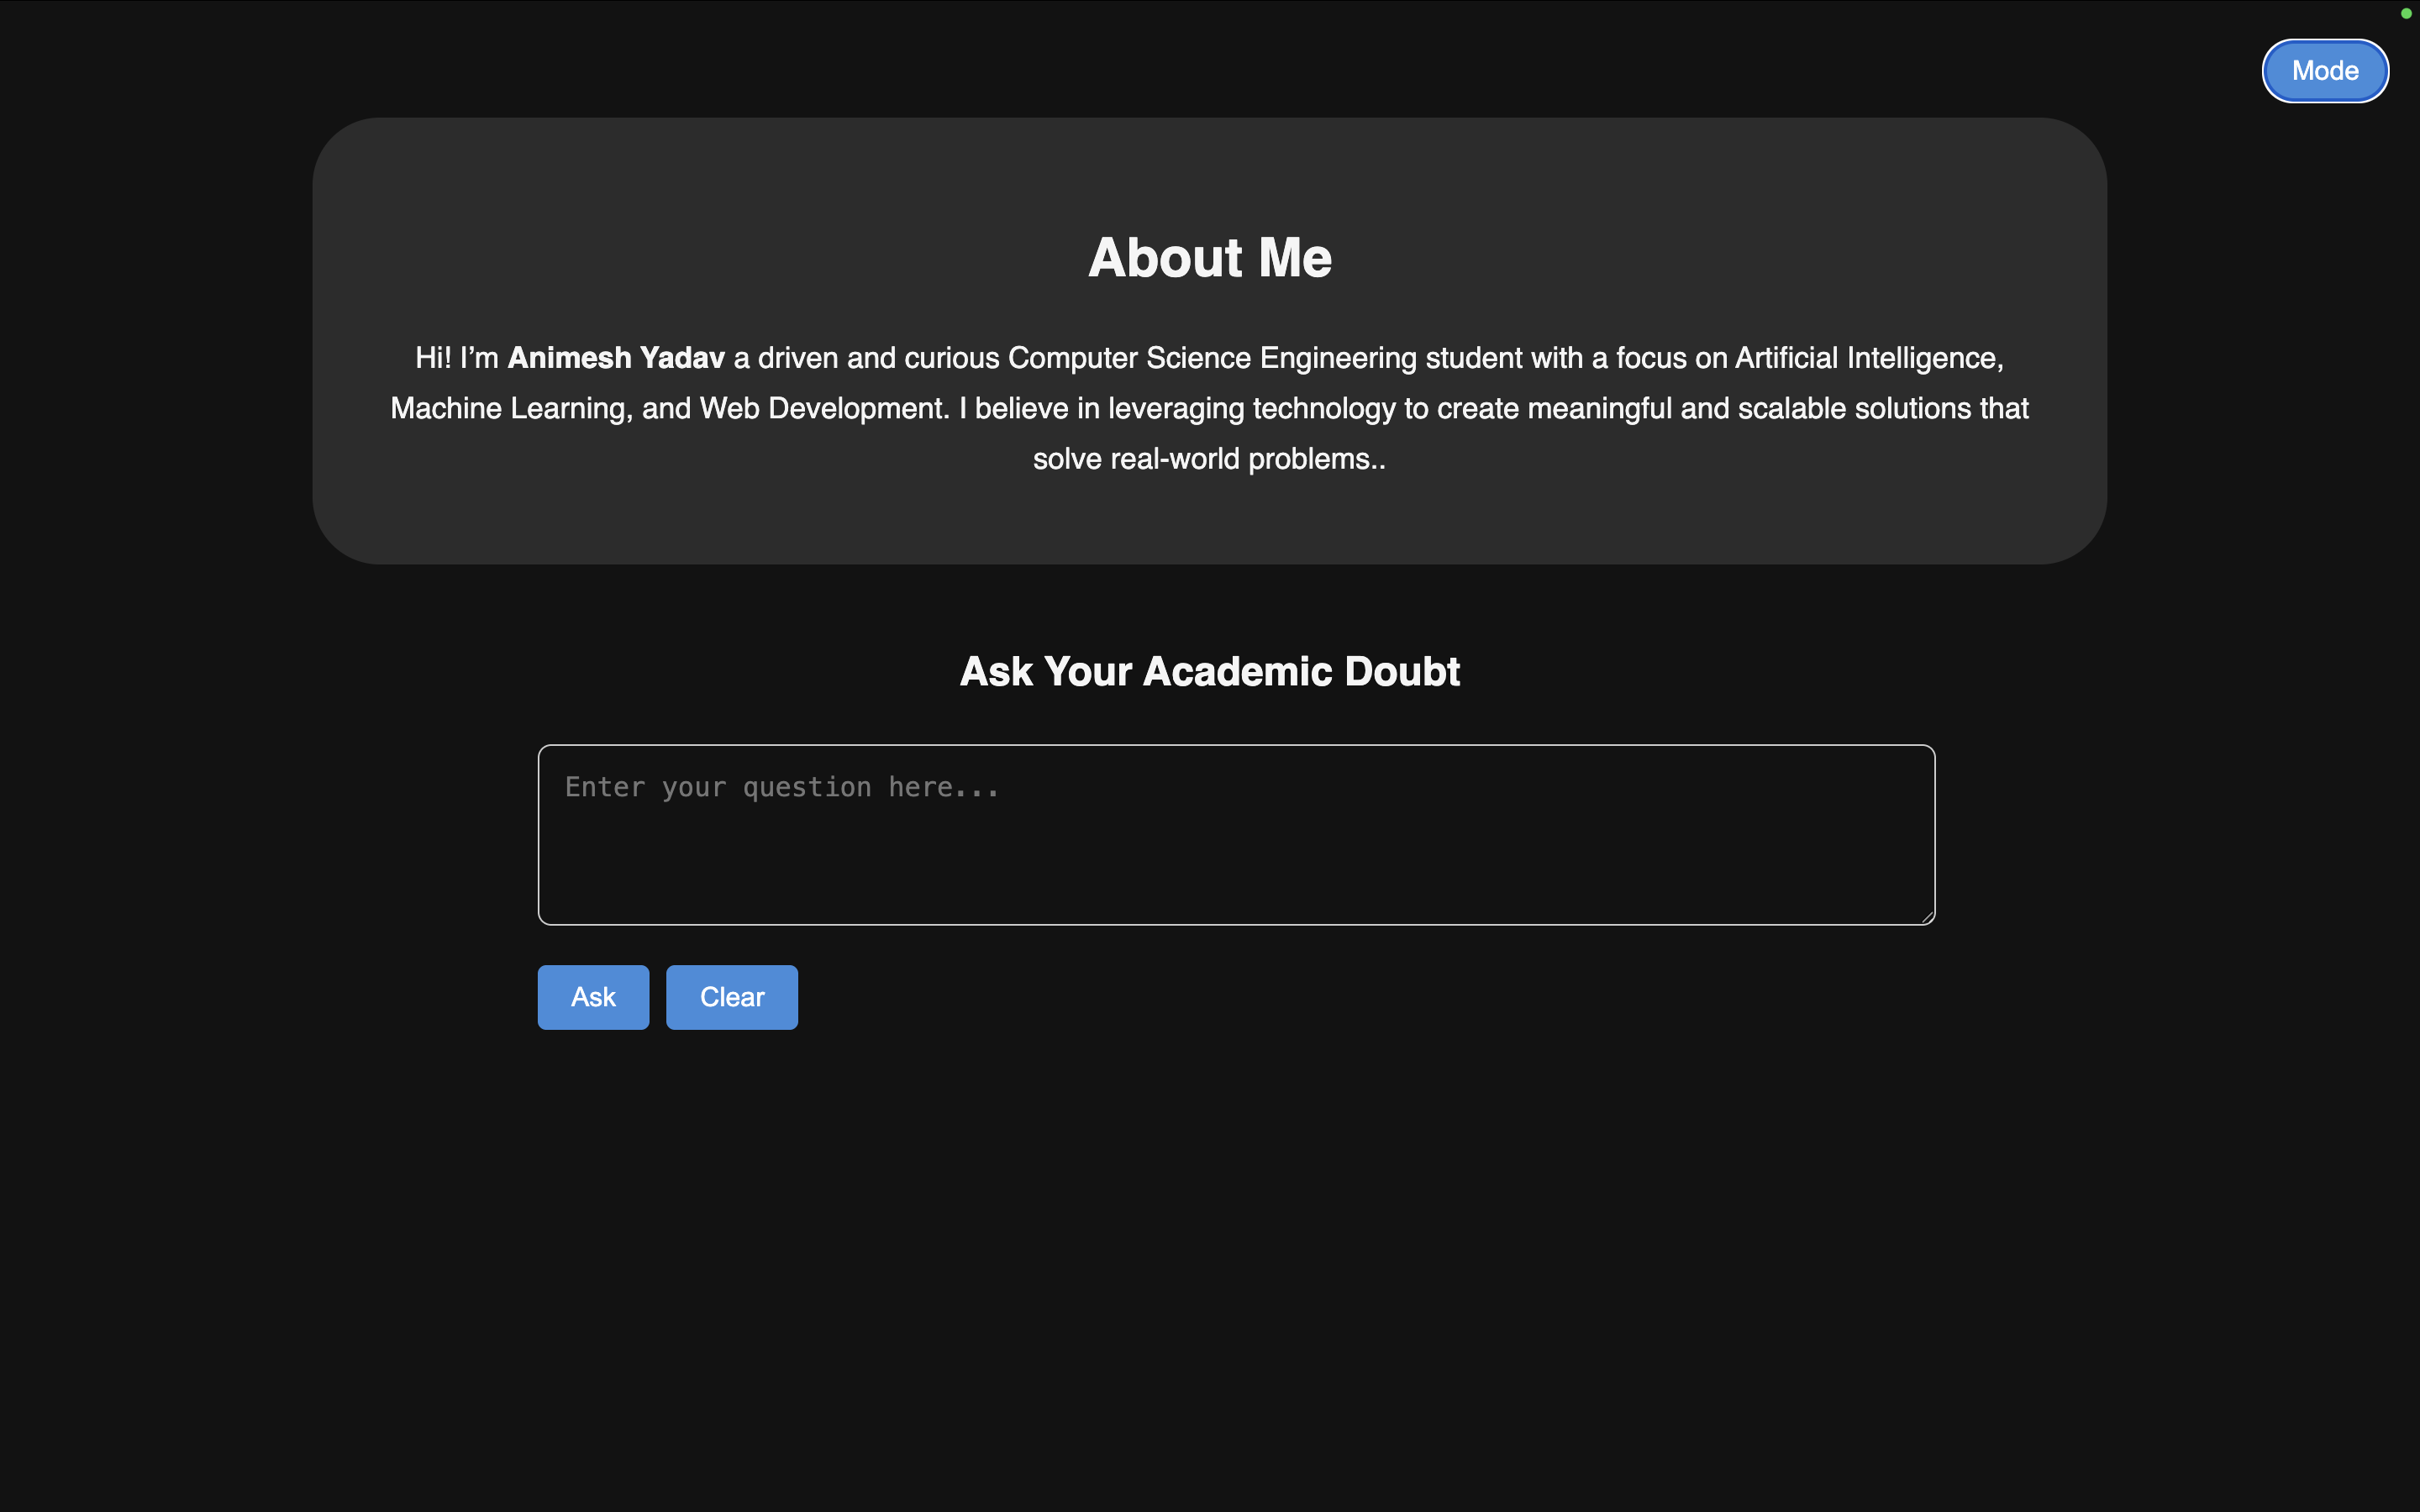 Mode
About Me
Hi! I’m Animesh Yadav a driven and curious Computer Science Engineering student with a focus on Artificial Intelligence,
Machine Learning, and Web Development. I believe in leveraging technology to create meaningful and scalable solutions that
solve real-world problems..
Ask Your Academic Doubt
Enter your question here...
Ask
Clear